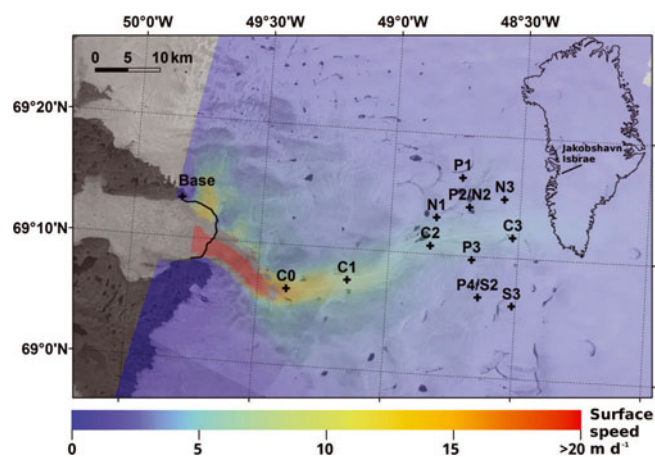 50°0'W 49°30'W 49°0'W 48°30'W
0 5 10 km
69°20'N
69°10'N
69°0'N
Jakobshavn
Isbrae
P1
Base
P2/N2 N3
N1
C2 C3
P3
C0 C1
P4/S2
S3
Surface
speed
0 5 10 15 >20 m d⁻¹